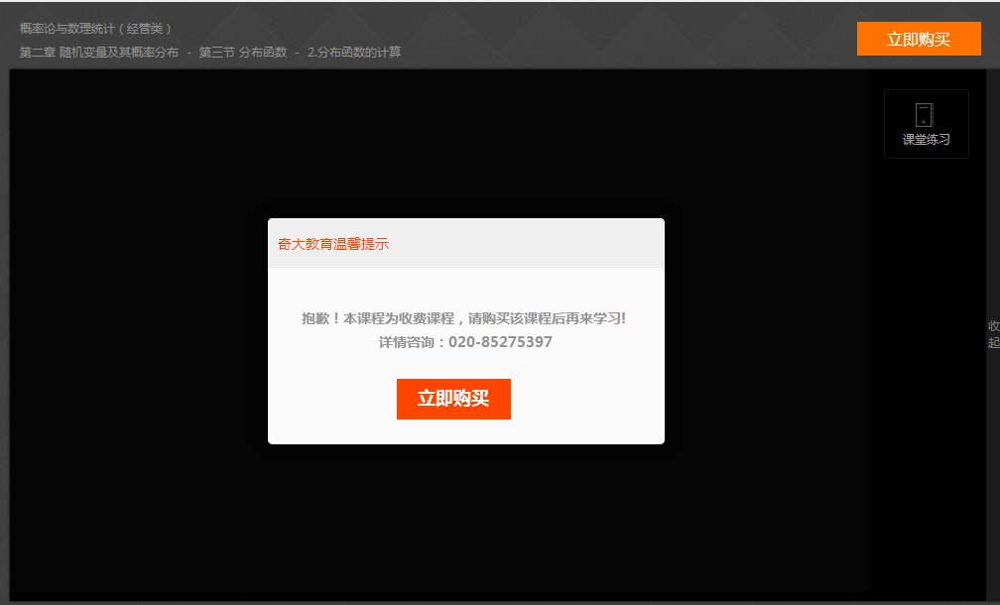 概率论与数理统计（经管类）
第二章 随机变量及其概率分布 - 第三节 分布函数 - 2.分布函数的计算
立即购买
课堂练习
奇大教育温馨提示
抱歉！本课程为收费课程，请购买该课程后再来学习!
详情咨询：020-85275397
立即购买
收
起